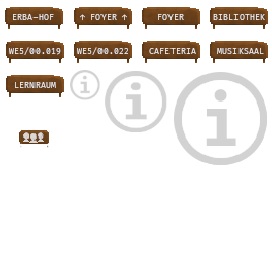 ERBA-HOF
↑ FOYER ↑
FOYER
BIBLIOTHEK
WE5/00.019
WE5/00.022
CAFETERIA
MUSIKSAAL
LERNRAUM
i
i
i